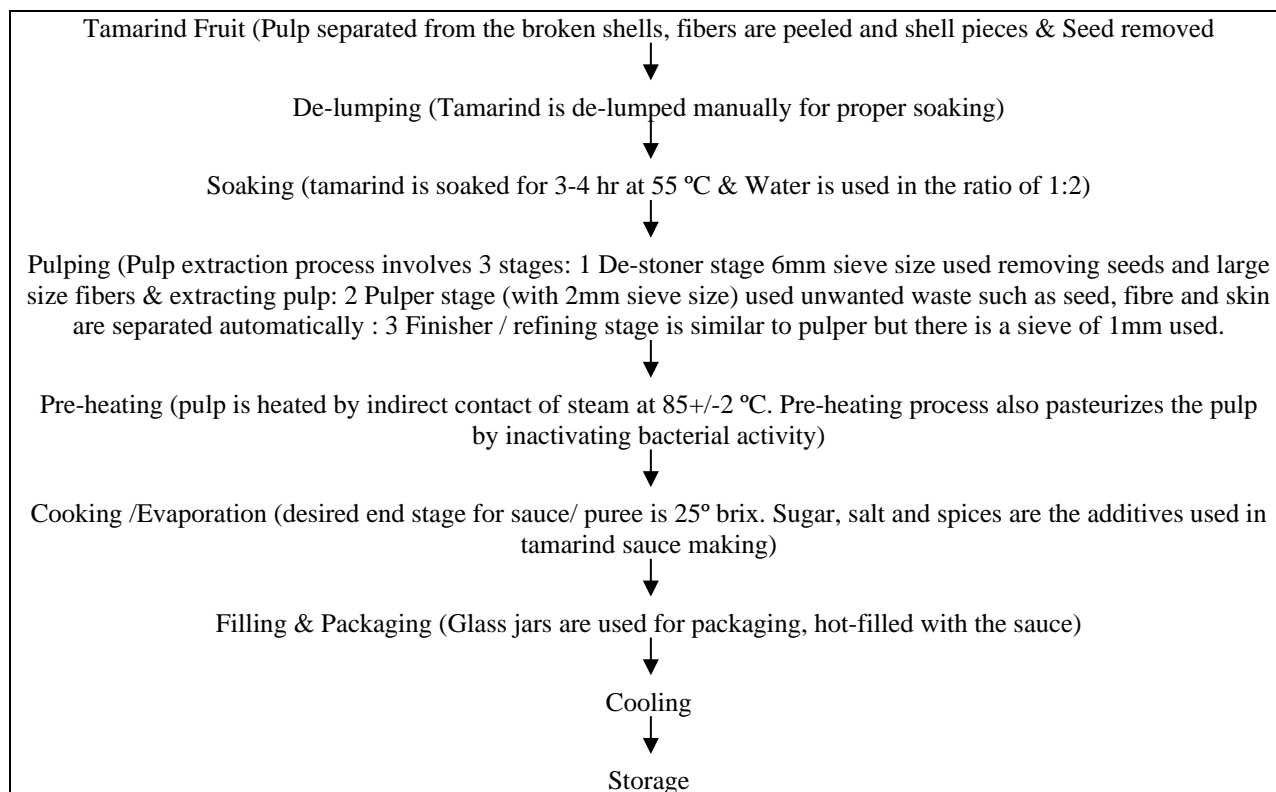 Tamarind Fruit (Pulp separated from the broken shells, fibers are peeled and shell pieces & Seed removed
De-lumping (Tamarind is de-lumped manually for proper soaking)
Soaking (tamarind is soaked for 3-4 hr at 55 ºC & Water is used in the ratio of 1:2)
Pulping (Pulp extraction process involves 3 stages: 1 De-stoner stage 6mm sieve size used removing seeds and large
size fibers & extracting pulp: 2 Pulper stage (with 2mm sieve size) used unwanted waste such as seed, fibre and skin
are separated automatically : 3 Finisher / refining stage is similar to pulper but there is a sieve of 1mm used.
Pre-heating (pulp is heated by indirect contact of steam at 85+/-2 ºC. Pre-heating process also pasteurizes the pulp
by inactivating bacterial activity)
Cooking /Evaporation (desired end stage for sauce/ puree is 25º brix. Sugar, salt and spices are the additives used in
tamarind sauce making)
Filling & Packaging (Glass jars are used for packaging, hot-filled with the sauce)
Cooling
Storage